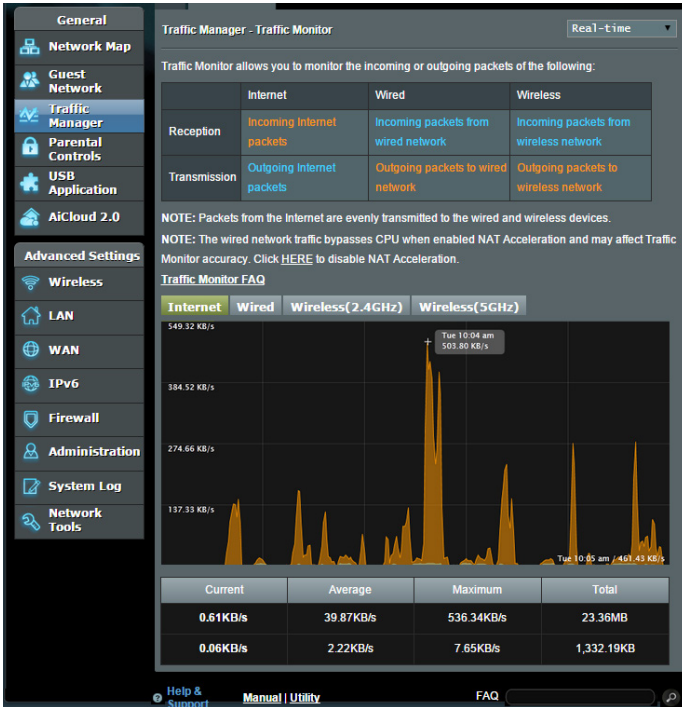 General
Network Map
Guest
Network
Traffic
Manager
Parental
Controls
USB
Application
AiCloud 2.0
Advanced Settings
Wireless
LAN
WAN
IPv6
Firewall
Administration
System Log
Network
Tools
Traffic Manager - Traffic Monitor
Real-time
Traffic Monitor allows you to monitor the incoming or outgoing packets of the following:
Internet Wired Wireless
Reception
Incoming Internet
packets
Incoming packets from
wired network
Incoming packets from
wireless network
Transmission
Outgoing Internet
packets
Outgoing packets to wired
network
Outgoing packets to
wireless network
NOTE: Packets from the Internet are evenly transmitted to the wired and wireless devices.
NOTE: The wired network traffic bypasses CPU when enabled NAT Acceleration and may affect Traffic
Monitor accuracy. Click HERE to disable NAT Acceleration.
Traffic Monitor FAQ
Internet Wired Wireless(2.4GHz) Wireless(5GHz)
549.32 KB/s
Tue 10:04 am
503.80 KB/s
384.52 KB/s
274.66 KB/s
137.33 KB/s
Tue 10:05 am / 461.43 KB/s
Current Average Maximum Total
0.61KB/s 39.87KB/s 536.34KB/s 23.36MB
0.06KB/s 2.22KB/s 7.65KB/s 1,332.19KB
Help &
Support
Manual | Utility
FAQ